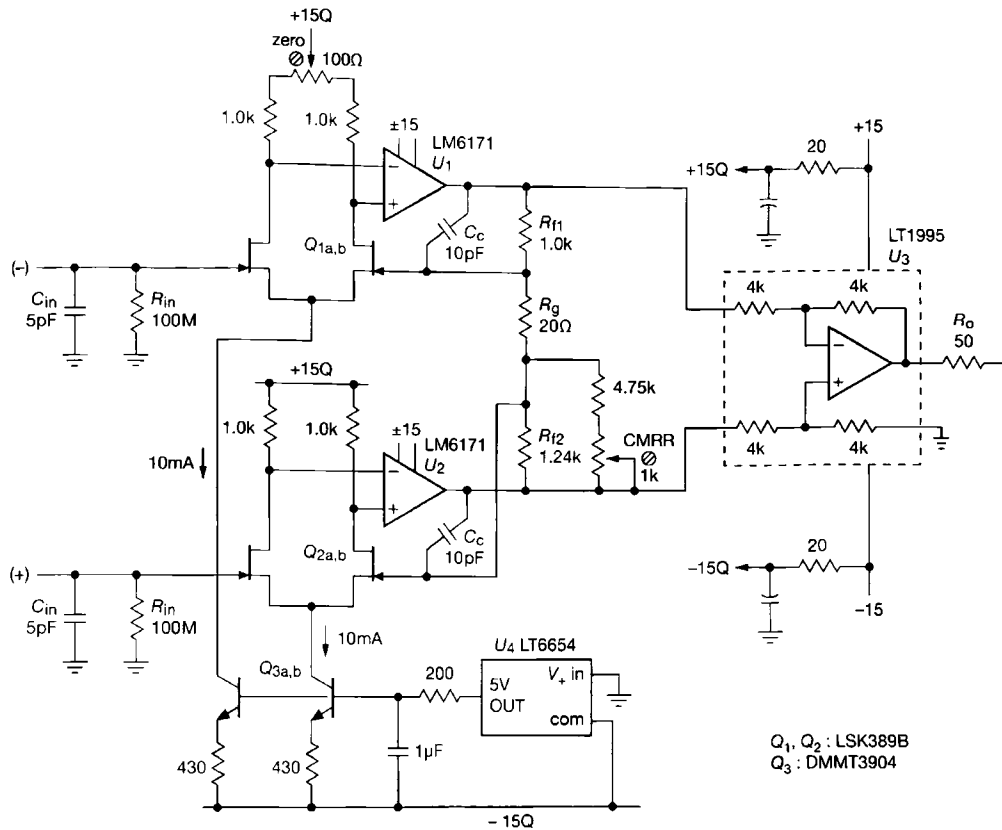 +15Q
zero
100Ω
1.0k
1.0k
±15
LM6171
U1
+15
20
+15Q
Cc
10pF
Rf1
1.0k
Q1a,b
LT1995
U3
4k
4k
(–)
Cin
5pF
Rin
100M
Rg
20Ω
Ro
50
+15Q
4.75k
1.0k
1.0k
±15
LM6171
U2
Rf2
1.24k
CMRR
1k
4k
4k
10mA
Cc
10pF
Q2a,b
20
–15Q
–15
(+)
Cin
5pF
Rin
100M
10mA
U4 LT6654
Q3a,b
200
5V
OUT
V+ in
com
1µF
430
430
Q1, Q2 : LSK389B
Q3 : DMMT3904
– 15Q